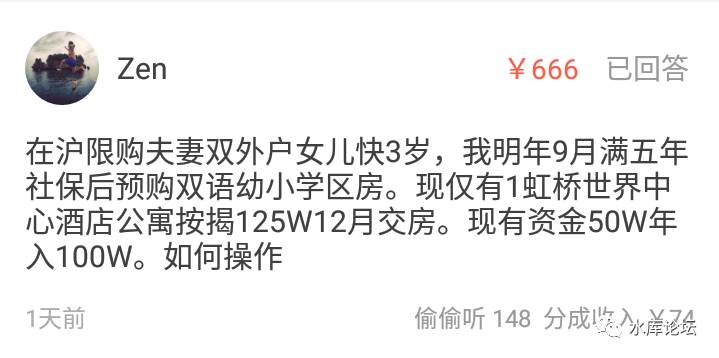 Zen
￥666 已回答
在沪限购夫妻双外户女儿快3岁，我明年9月满五年
社保后预购双语幼小学区房。现仅有1虹桥世界中
心酒店公寓按揭125W12月交房。现有资金50W年
入100W。如何操作
1天前
偷偷听 148 分成收入 ￥74
水库论坛